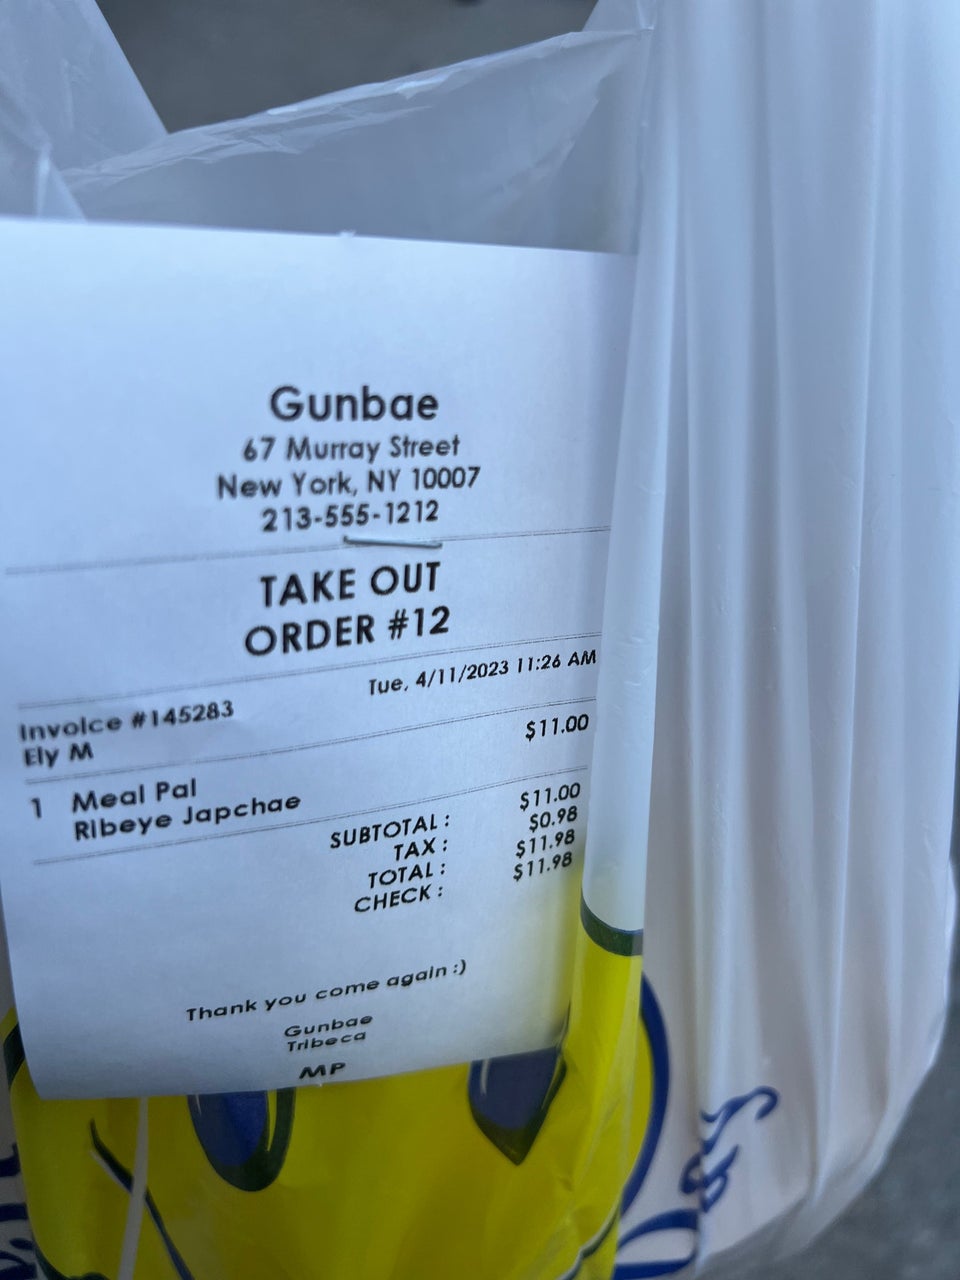 Gunbae
67 Murray Street
New York, NY 10007
213-555-1212
TAKE OUT
ORDER #12
Tue, 4/11/2023 11:26 AM
Invoice #145283
Ely M
1 Meal Pal $11.00
Ribeye Japchae
SUBTOTAL : $11.00
TAX : $0.98
TOTAL : $11.98
CHECK : $11.98
Thank you come again :)
Gunbae
Tribeca
MP
Day